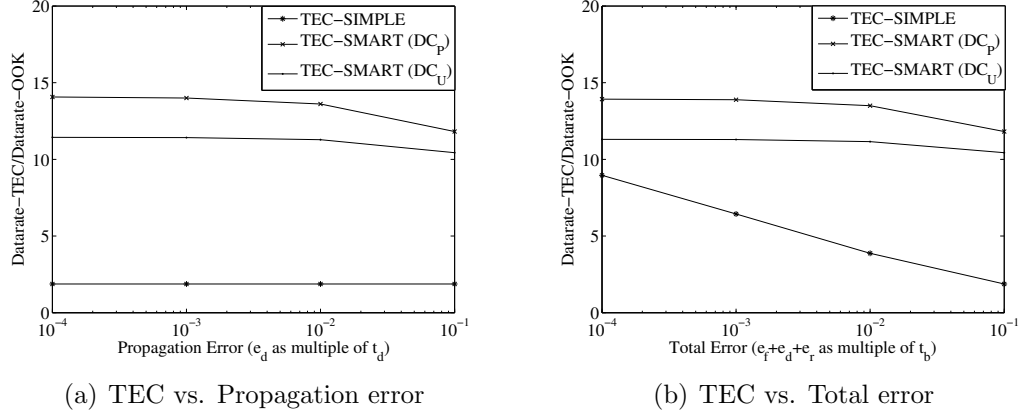 20
15
10
5
0
10^-4
10^-3
10^-2
10^-1
Datarate-TEC/Datarate-OOK
Propagation Error (e_d as multiple of t_d)
TEC-SIMPLE
TEC-SMART (DC_P)
TEC-SMART (DC_U)
(a) TEC vs. Propagation error
20
15
10
5
0
10^-4
10^-3
10^-2
10^-1
Datarate-TEC/Datarate-OOK
Total Error (e_f+e_d+e_r as multiple of t_b)
TEC-SIMPLE
TEC-SMART (DC_P)
TEC-SMART (DC_U)
(b) TEC vs. Total error